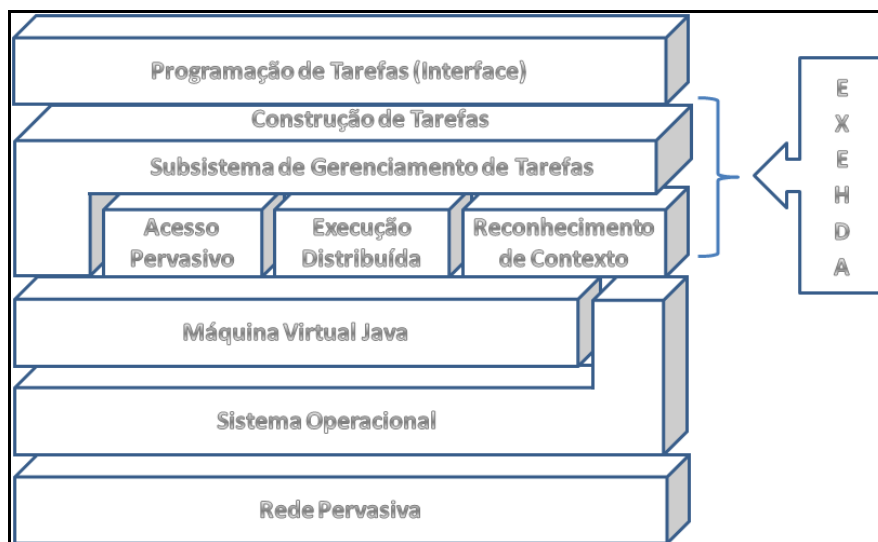 Programação de Tarefas (Interface)
Construção de Tarefas
Subsistema de Gerenciamento de Tarefas
Acesso
Pervasivo
Execução
Distribuída
Reconhecimento
de Contexto
Máquina Virtual Java
Sistema Operacional
Rede Pervasiva
E
X
E
H
D
A